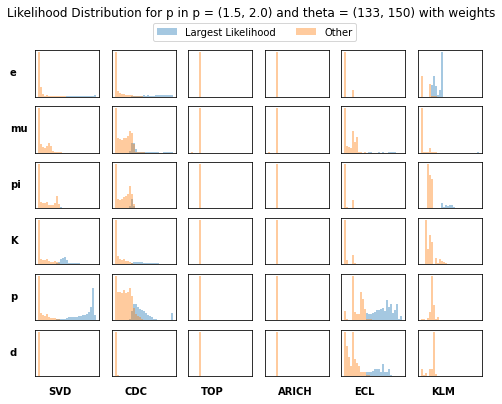 Likelihood Distribution for p in p = (1.5, 2.0) and theta = (133, 150) with weights
Largest Likelihood Other
e
mu
pi
K
p
d
SVD CDC TOP ARICH ECL KLM